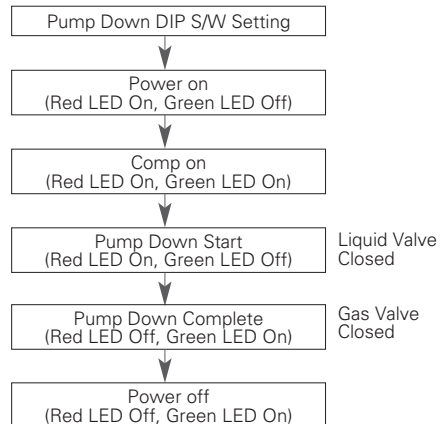 Pump Down DIP S/W Setting
Power on
(Red LED On, Green LED Off)
Comp on
(Red LED On, Green LED On)
Pump Down Start
(Red LED On, Green LED Off)
Liquid Valve
Closed
Pump Down Complete
(Red LED Off, Green LED On)
Gas Valve
Closed
Power off
(Red LED Off, Green LED On)